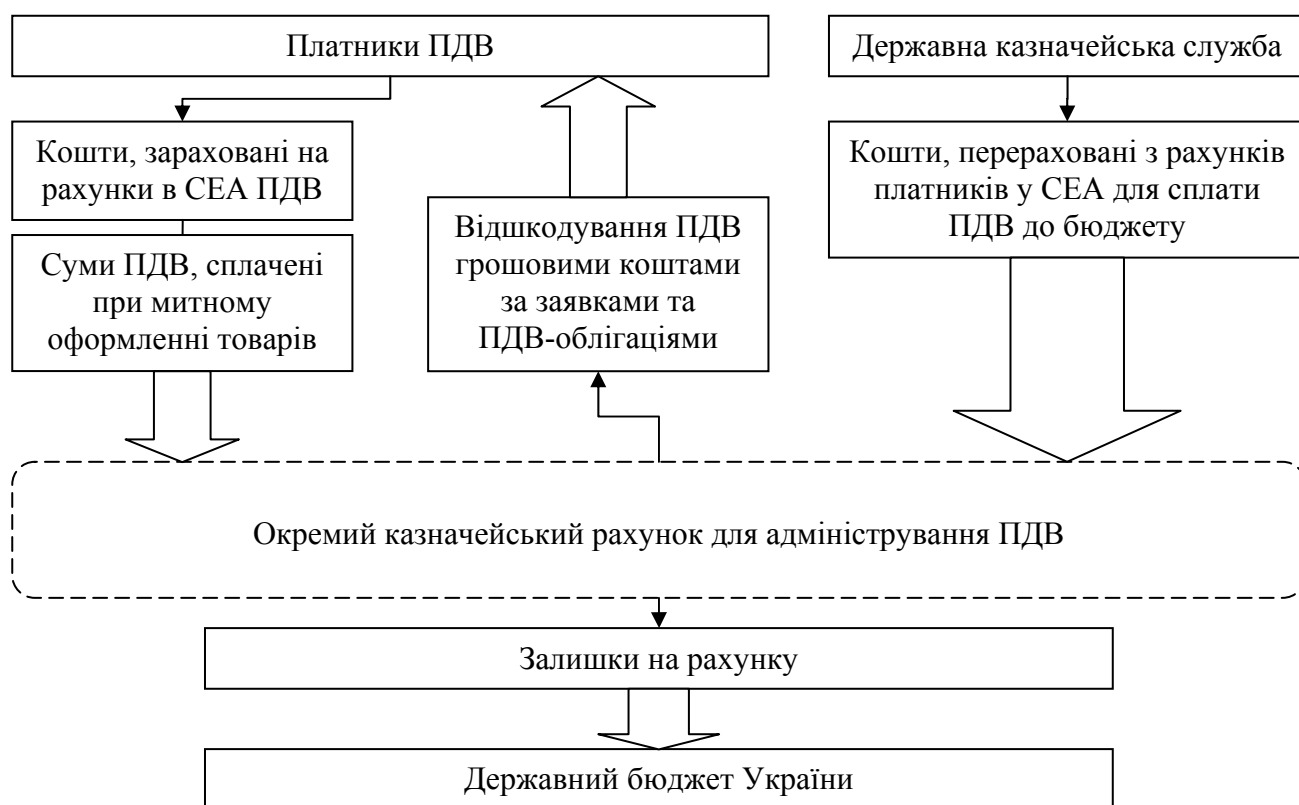 Платники ПДВ
Державна казначейська служба
Кошти, зараховані на
рахунки в СЕА ПДВ
Суми ПДВ, сплачені
при митному
оформленні товарів
Відшкодування ПДВ
грошовими коштами
за заявками та
ПДВ-облігаціями
Кошти, перераховані з рахунків
платників у СЕА для сплати
ПДВ до бюджету
Окремий казначейський рахунок для адміністрування ПДВ
Залишки на рахунку
Державний бюджет України